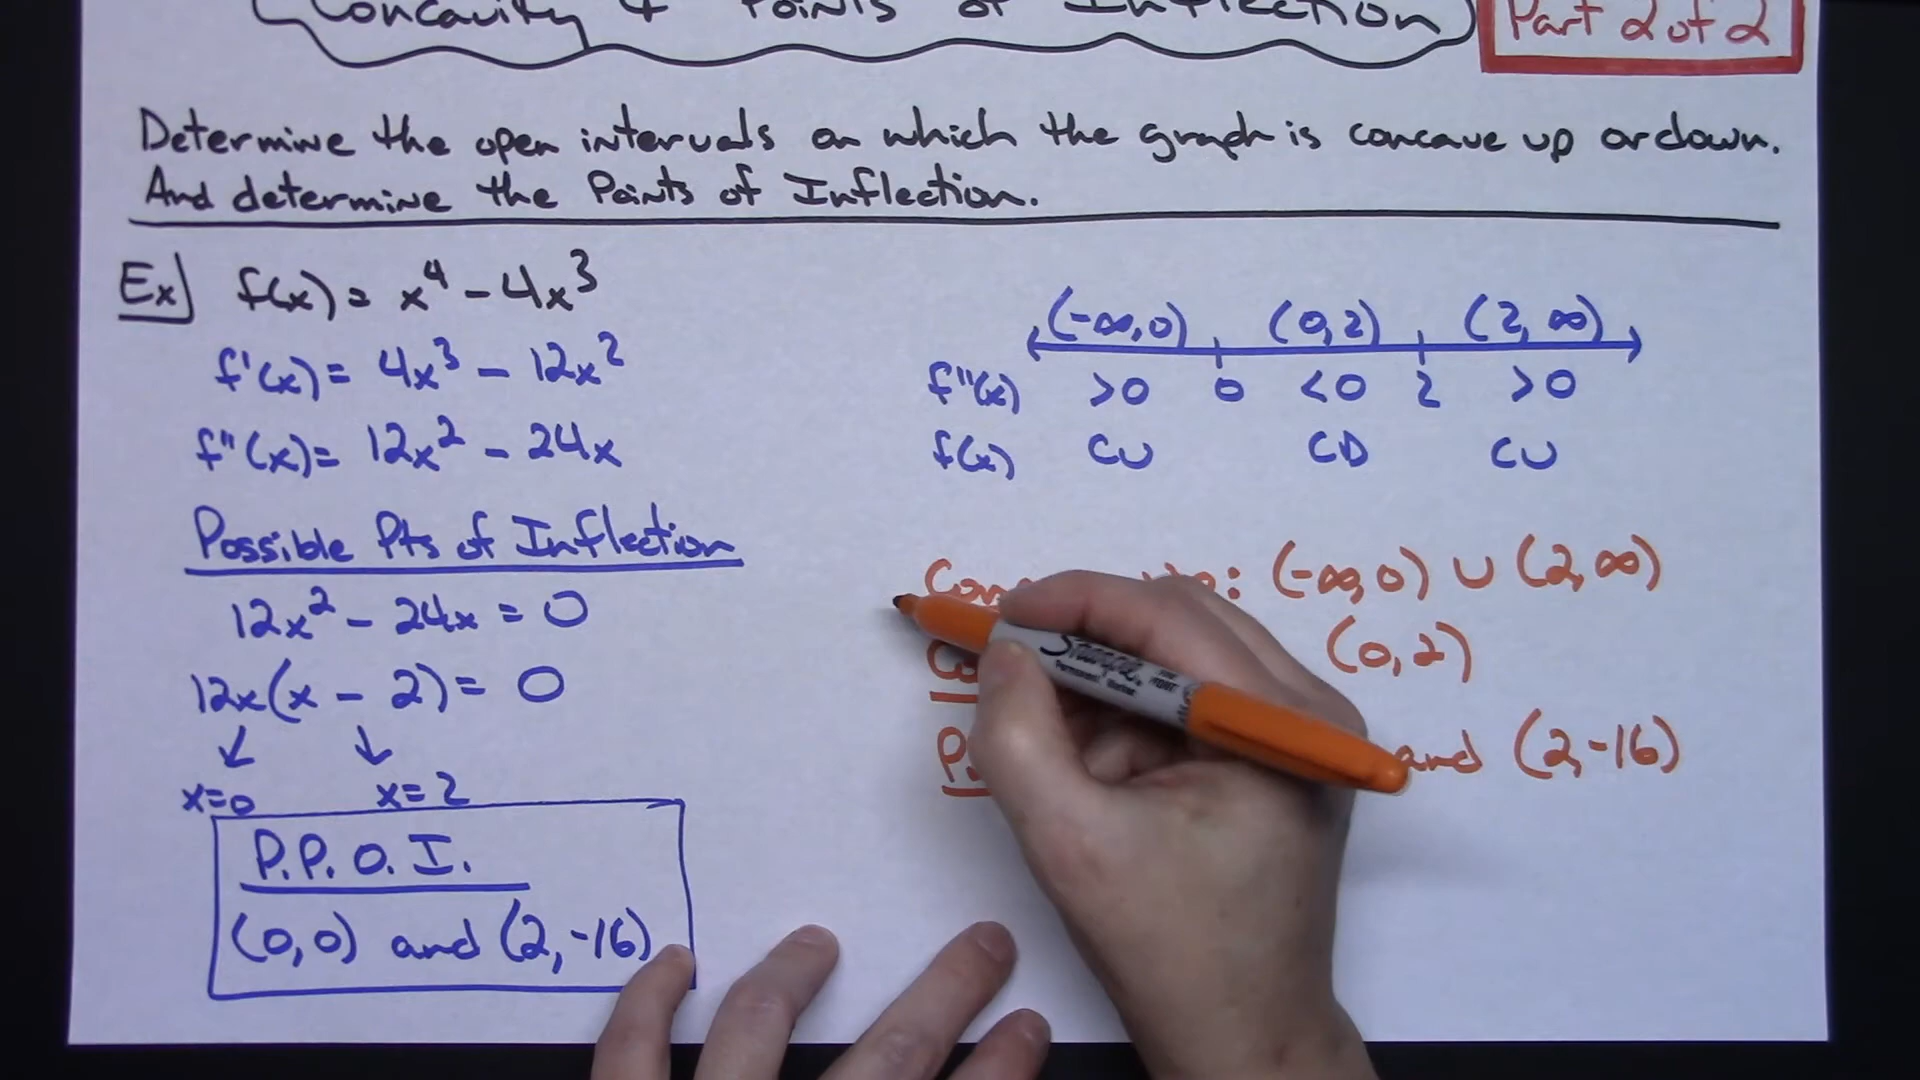 Concavity & Points of Inflection
Part 2 of 2
Determine the open intervals on which the graph is concave up or down.
And determine the Points of Inflection.
Ex) f(x) = x⁴ - 4x³
f'(x) = 4x³ - 12x²
f''(x) = 12x² - 24x
Possible Pts of Inflection
12x² - 24x = 0
12x(x - 2) = 0
↓ ↓
x=0 x=2
P.P.O.I.
(0,0) and (2,-16)
(-∞,0) (0,2) (2,∞)
f''(x) >0 0 <0 2 >0
f(x) CU CD CU
: (-∞,0) ∪ (2,∞)
(0,2)
and (2,-16)
Sharpie